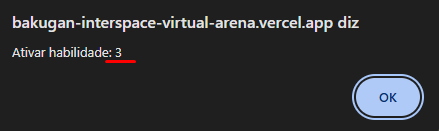 bakugan-interspace-virtual-arena.vercel.app diz
Ativar habilidade: 3
OK